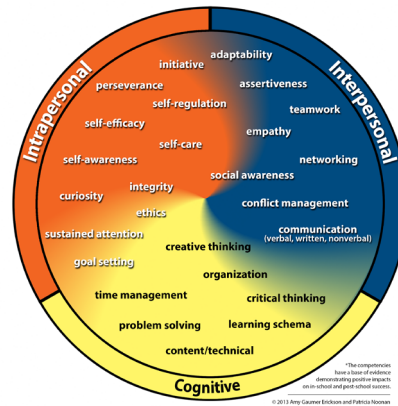 Intrapersonal
Interpersonal
adaptability
initiative
assertiveness
perseverance
self-regulation
teamwork
self-efficacy
empathy
self-care
self-awareness
networking
social awareness
integrity
curiosity
conflict management
ethics
sustained attention
communication
(verbal, written, nonverbal)
creative thinking
goal setting
organization
time management
critical thinking
problem solving
learning schema
content/technical
Cognitive
*The competencies
have a base of evidence
demonstrating positive impacts
on in-school and post-school success.
© 2013 Amy Gaumer Erickson and Patricia Noonan